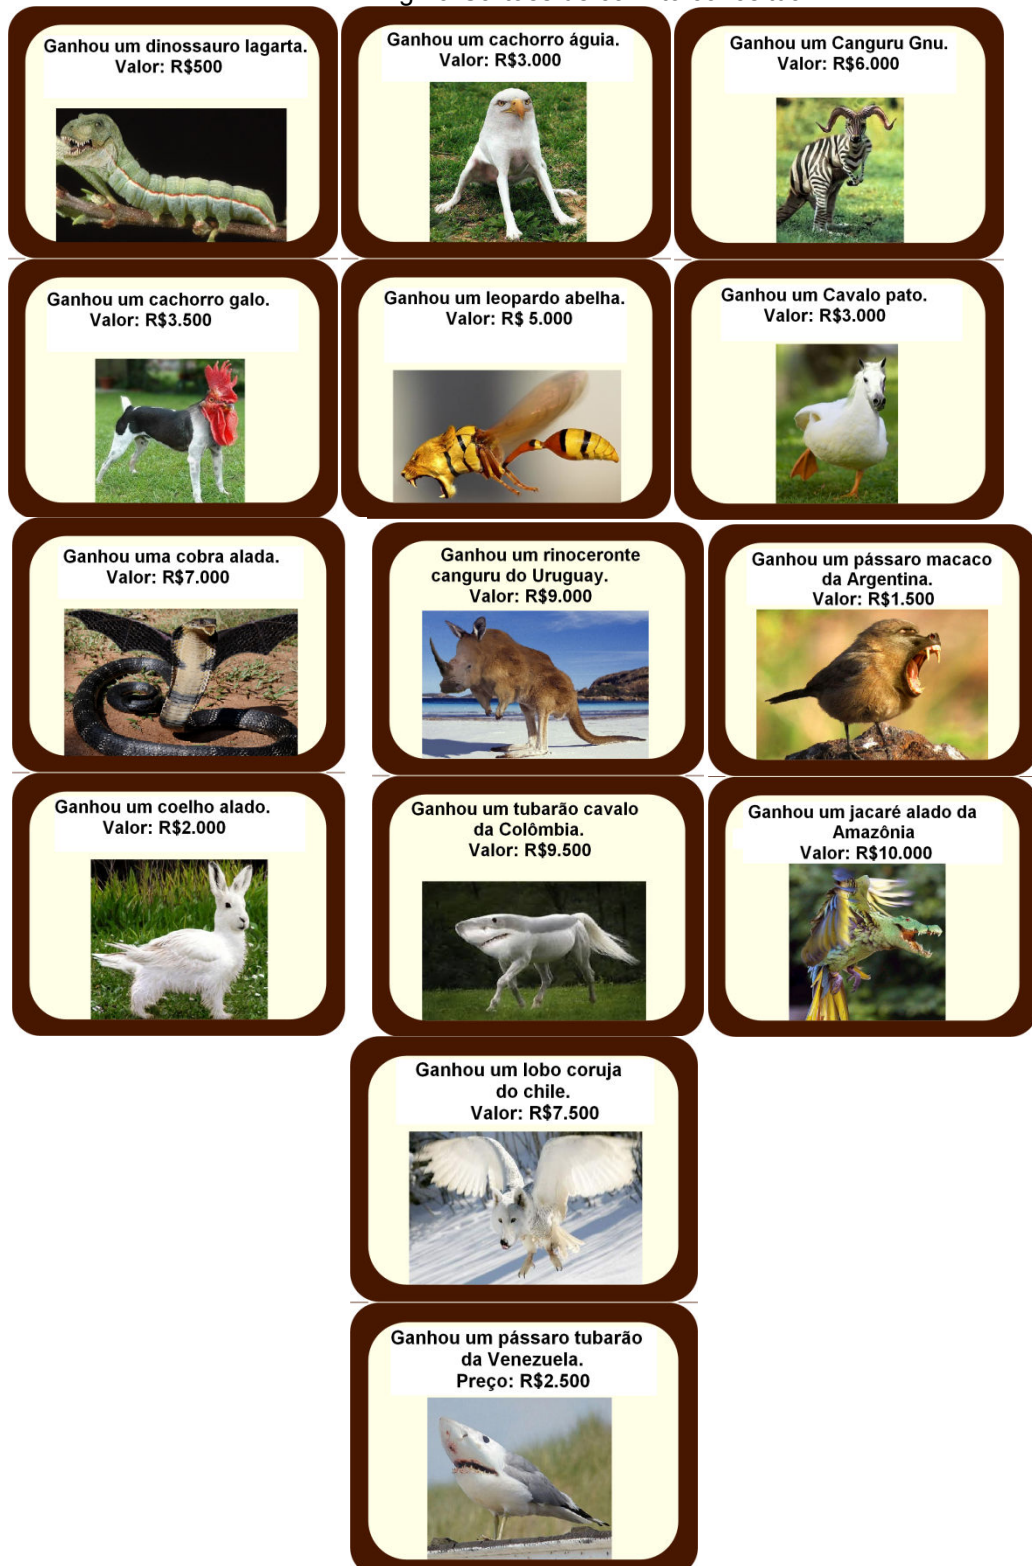 Ganhou um dinossauro lagarta.
Valor: R$500
Ganhou um cachorro águia.
Valor: R$3.000
Ganhou um Canguru Gnu.
Valor: R$6.000
Ganhou um cachorro galo.
Valor: R$3.500
Ganhou um leopardo abelha.
Valor: R$ 5.000
Ganhou um Cavalo pato.
Valor: R$3.000
Ganhou uma cobra alada.
Valor: R$7.000
Ganhou um rinoceronte
canguru do Uruguay.
Valor: R$9.000
Ganhou um pássaro macaco
da Argentina.
Valor: R$1.500
Ganhou um coelho alado.
Valor: R$2.000
Ganhou um tubarão cavalo
da Colômbia.
Valor: R$9.500
Ganhou um jacaré alado da
Amazônia
Valor: R$10.000
Ganhou um lobo coruja
do chile.
Valor: R$7.500
Ganhou um pássaro tubarão
da Venezuela.
Preço: R$2.500